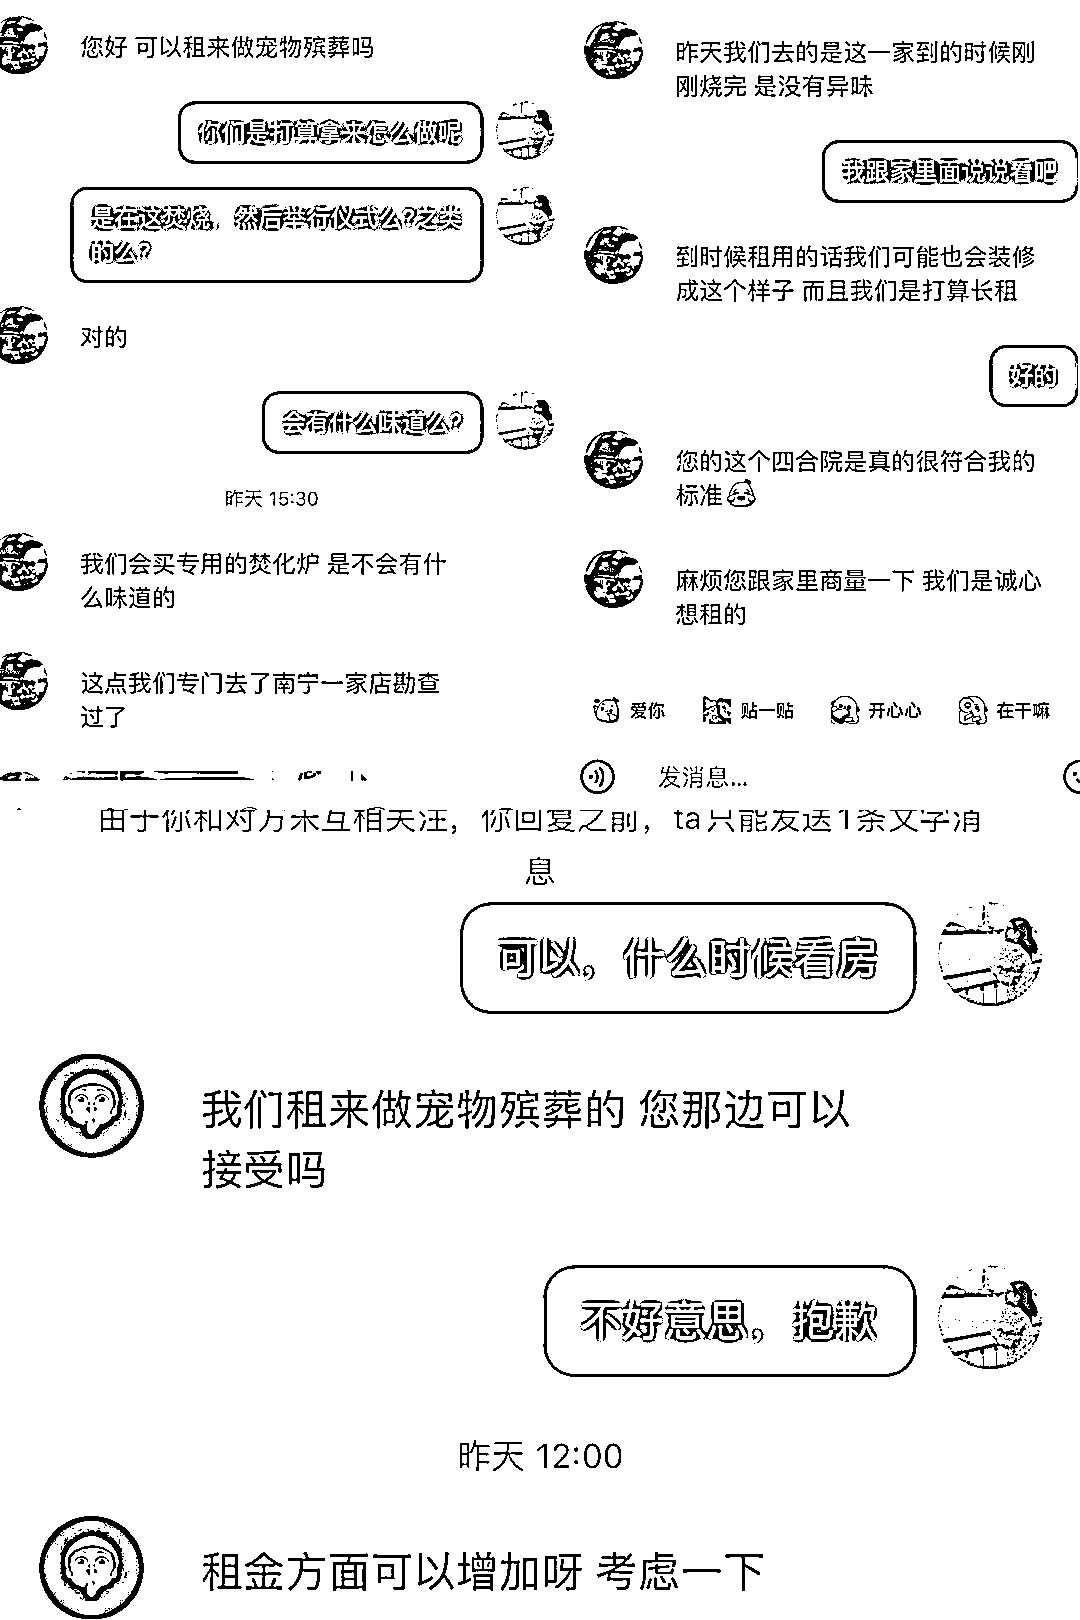 您好 可以租来做宠物殡葬吗
你们是打算拿来怎么做呢
是在这焚烧，然后举行仪式么?之类
的么?
对的
会有什么味道么?
昨天 15:30
我们会买专用的焚化炉 是不会有什
么味道的
这点我们专门去了南宁一家店勘查
过了
昨天我们去的是这一家到的时候刚
刚烧完 是没有异味
我跟家里面说说看吧
到时候租用的话我们可能也会装修
成这个样子 而且我们是打算长租
好的
您的这个四合院是真的很符合我的
标准
麻烦您跟家里商量一下 我们是诚心
想租的
爱你 贴一贴 开心心 在干嘛
发消息...
由于你和对方未互相关注，你回复之前，ta只能发送1条文字消
息
可以，什么时候看房
我们租来做宠物殡葬的 您那边可以
接受吗
不好意思，抱歉
昨天 12:00
租金方面可以增加呀 考虑一下